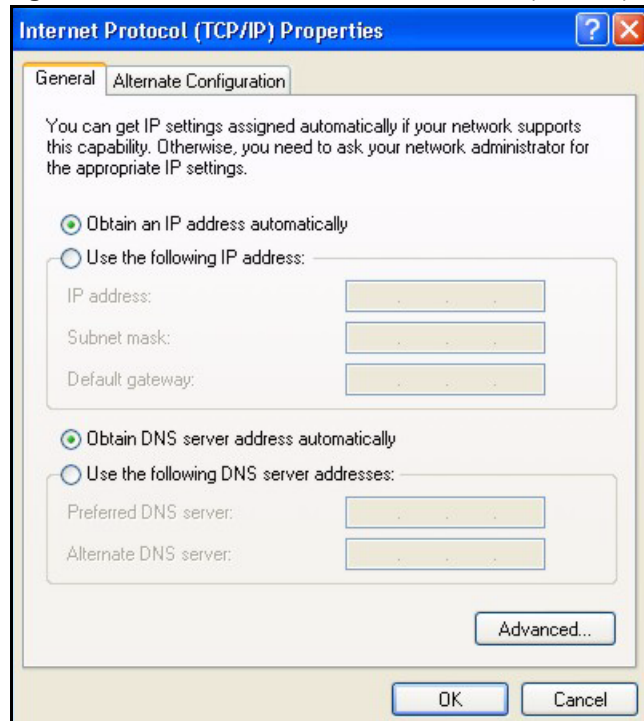 Internet Protocol (TCP/IP) Properties
General
Alternate Configuration
You can get IP settings assigned automatically if your network supports
this capability. Otherwise, you need to ask your network administrator for
the appropriate IP settings.
Obtain an IP address automatically
Use the following IP address:
IP address:
Subnet mask:
Default gateway:
Obtain DNS server address automatically
Use the following DNS server addresses:
Preferred DNS server:
Alternate DNS server:
Advanced...
OK
Cancel